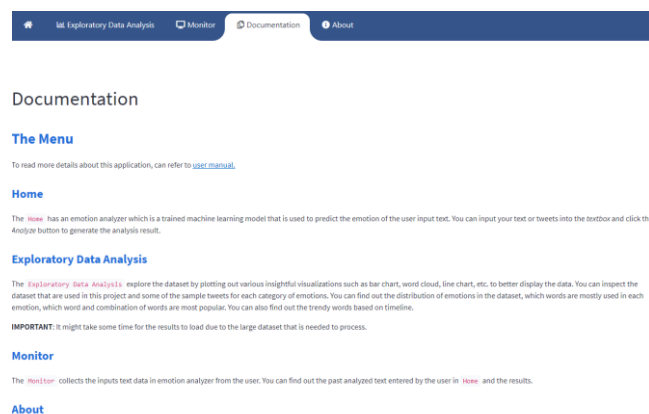 Exploratory Data Analysis Monitor Documentation About
Documentation
The Menu
To read more details about this application, can refer to user manual.
Home
The Home has an emotion analyzer which is a trained machine learning model that is used to predict the emotion of the user input text. You can input your text or tweets into the textbox and click th
Analyze button to generate the analysis result.
Exploratory Data Analysis
The Exploratory Data Analysis explore the dataset by plotting out various insightful visualizations such as bar chart, word cloud, line chart, etc. to better display the data. You can inspect the
dataset that are used in this project and some of the sample tweets for each category of emotions. You can find out the distribution of emotions in the dataset, which words are mostly used in each
emotion, which word and combination of words are most popular. You can also find out the trendy words based on timeline.
IMPORTANT: It might take some time for the results to load due to the large dataset that is needed to process.
Monitor
The Monitor collects the inputs text data in emotion analyzer from the user. You can find out the past analyzed text entered by the user in Home and the results.
About